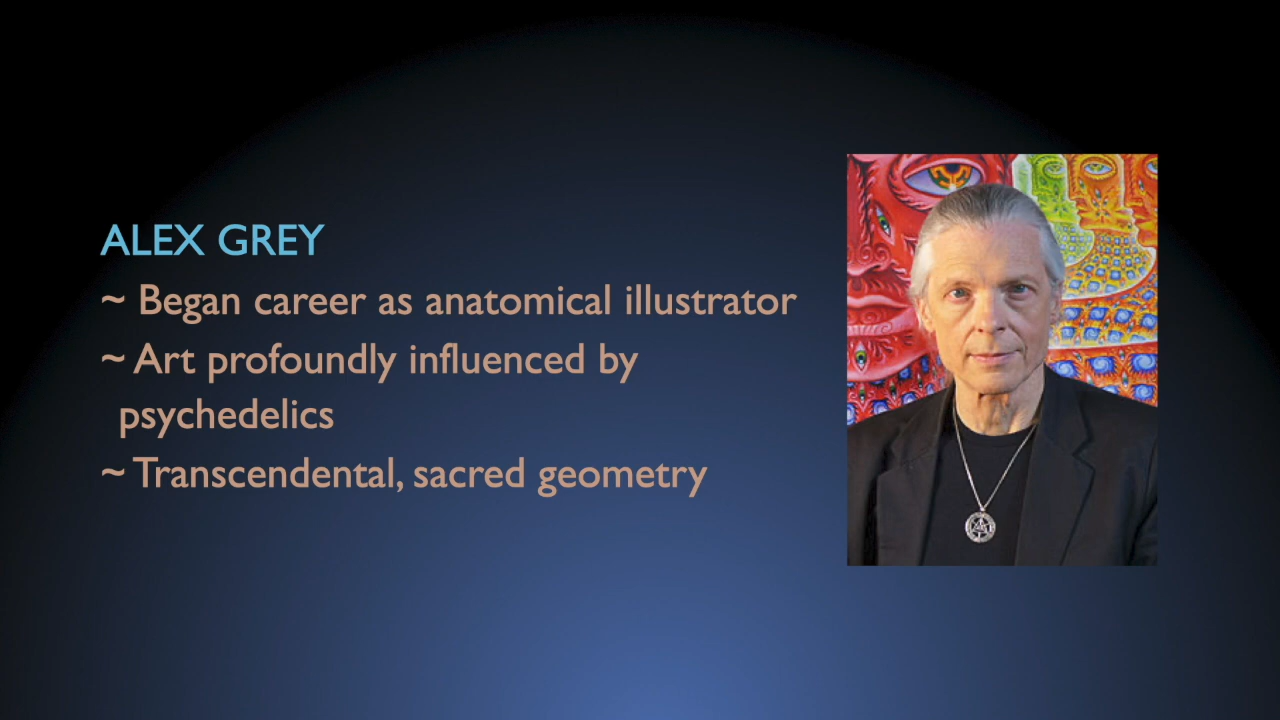 ALEX GREY
~ Began career as anatomical illustrator
~ Art profoundly influenced by
psychedelics
~ Transcendental, sacred geometry